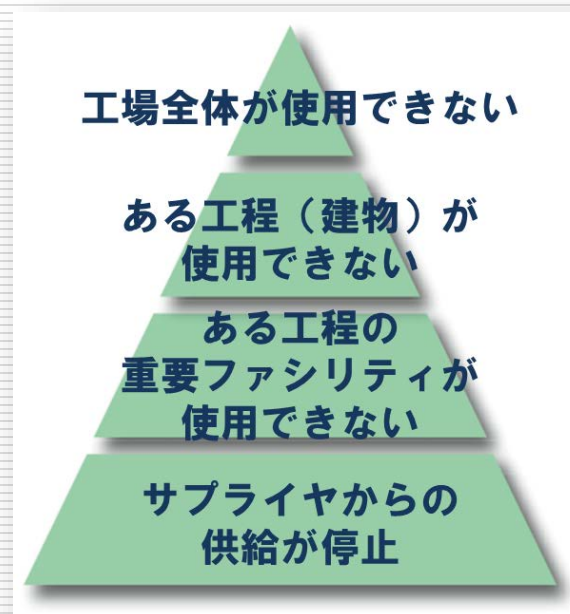 工場全体が使用できない
ある工程（建物）が
使用できない
ある工程の
重要ファシリティが
使用できない
サプライヤからの
供給が停止